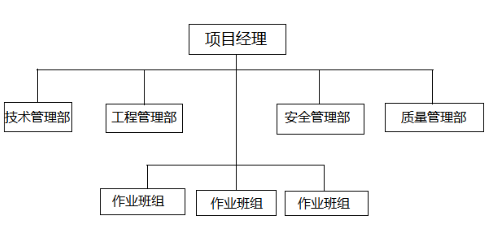 项目经理
技术管理部
工程管理部
安全管理部
质量管理部
作业班组
作业班组
作业班组